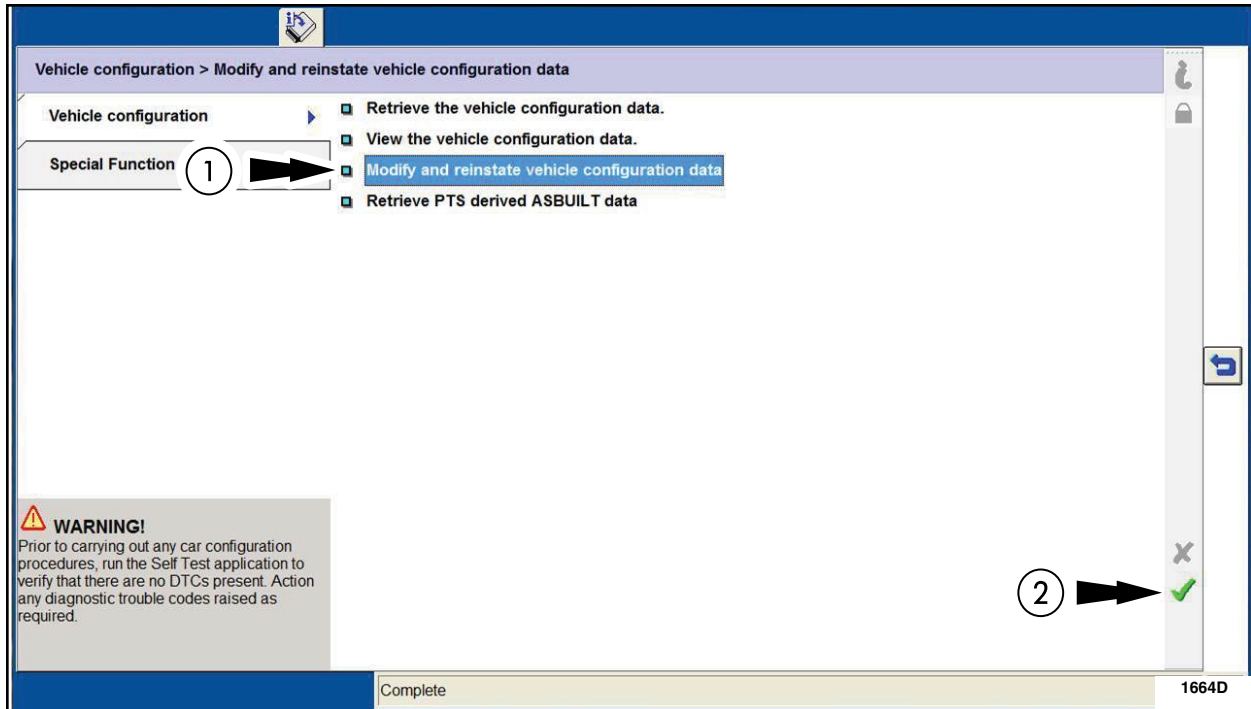 Vehicle configuration > Modify and reinstate vehicle configuration data
Vehicle configuration
Special Function
Retrieve the vehicle configuration data.
View the vehicle configuration data.
1
Modify and reinstate vehicle configuration data
Retrieve PTS derived ASBUILT data
WARNING!
Prior to carrying out any car configuration
procedures, run the Self Test application to
verify that there are no DTCs present. Action
any diagnostic trouble codes raised as
required.
2
Complete
1664D